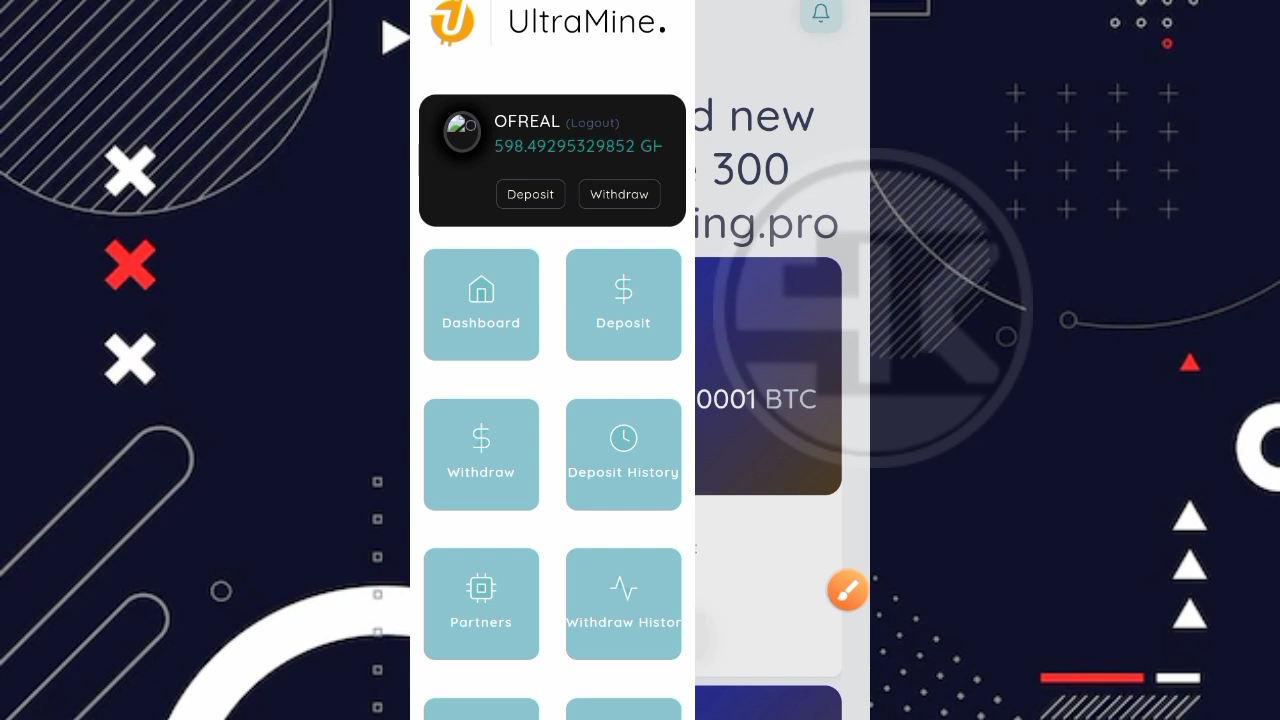 UltraMine.
OFREAL (Logout)
598.49295329852 GH
Deposit
Withdraw
Dashboard
Deposit
Withdraw
Deposit History
Partners
Withdraw Histor
d new
300
ing.pro
0001 BTC